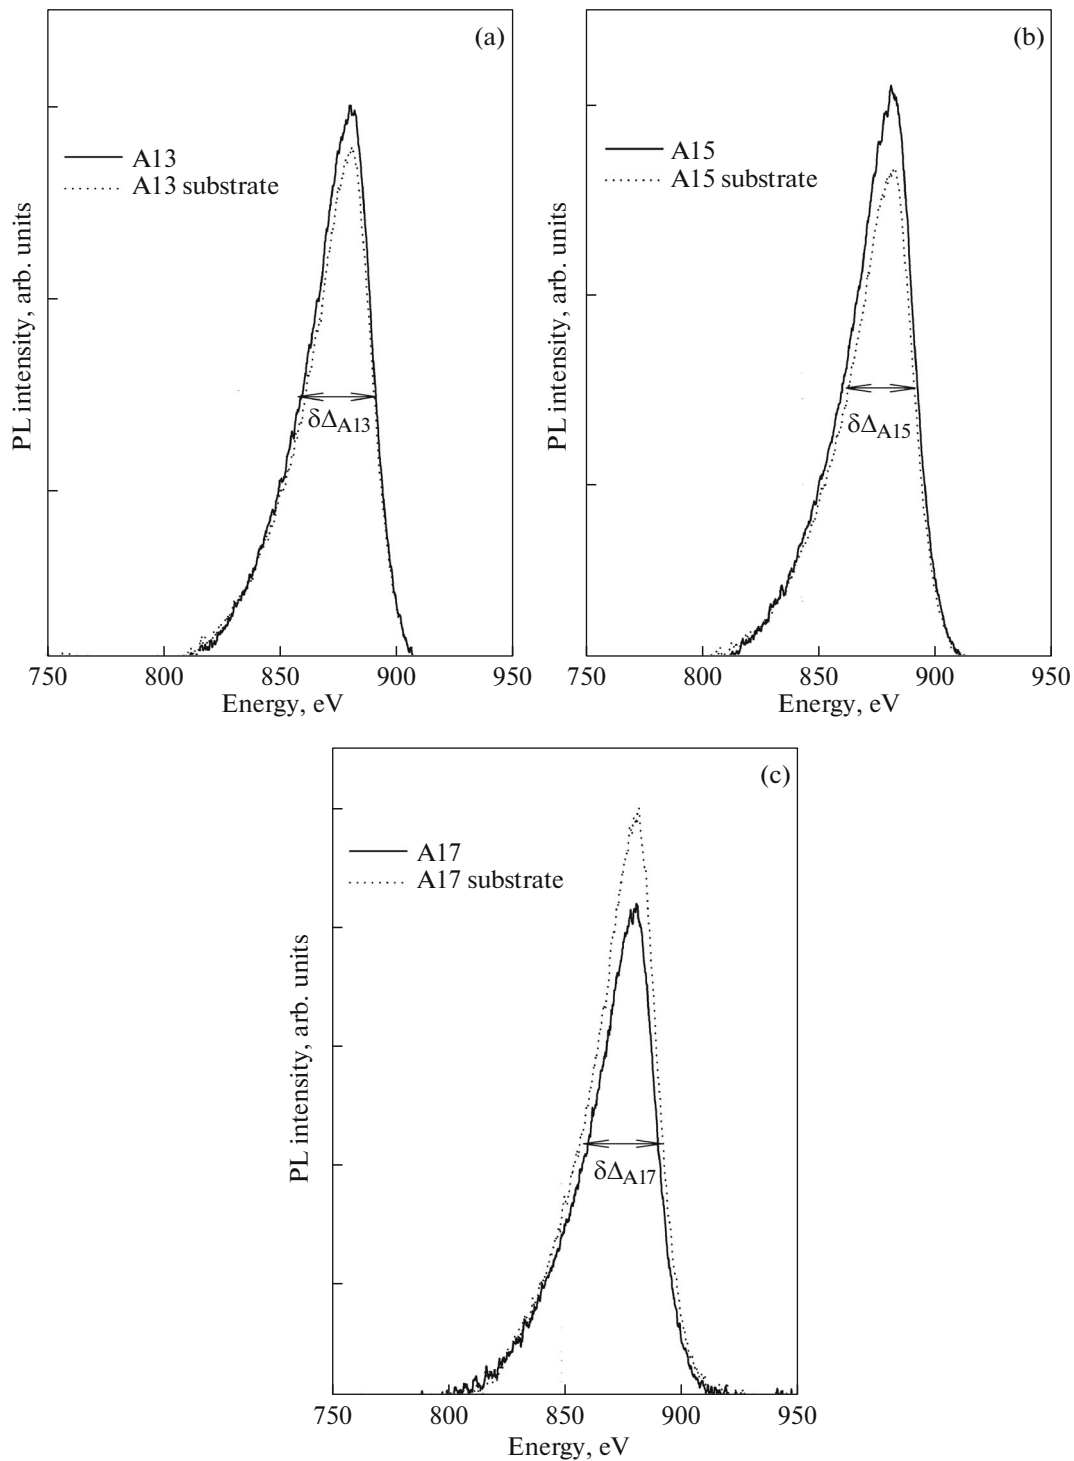 (a)
A13
A13 substrate
PL intensity, arb. units
δΔA13
750 800 850 900 950
Energy, eV
(b)
A15
A15 substrate
PL intensity, arb. units
δΔA15
750 800 850 900 950
Energy, eV
(c)
A17
A17 substrate
PL intensity, arb. units
δΔA17
750 800 850 900 950
Energy, eV